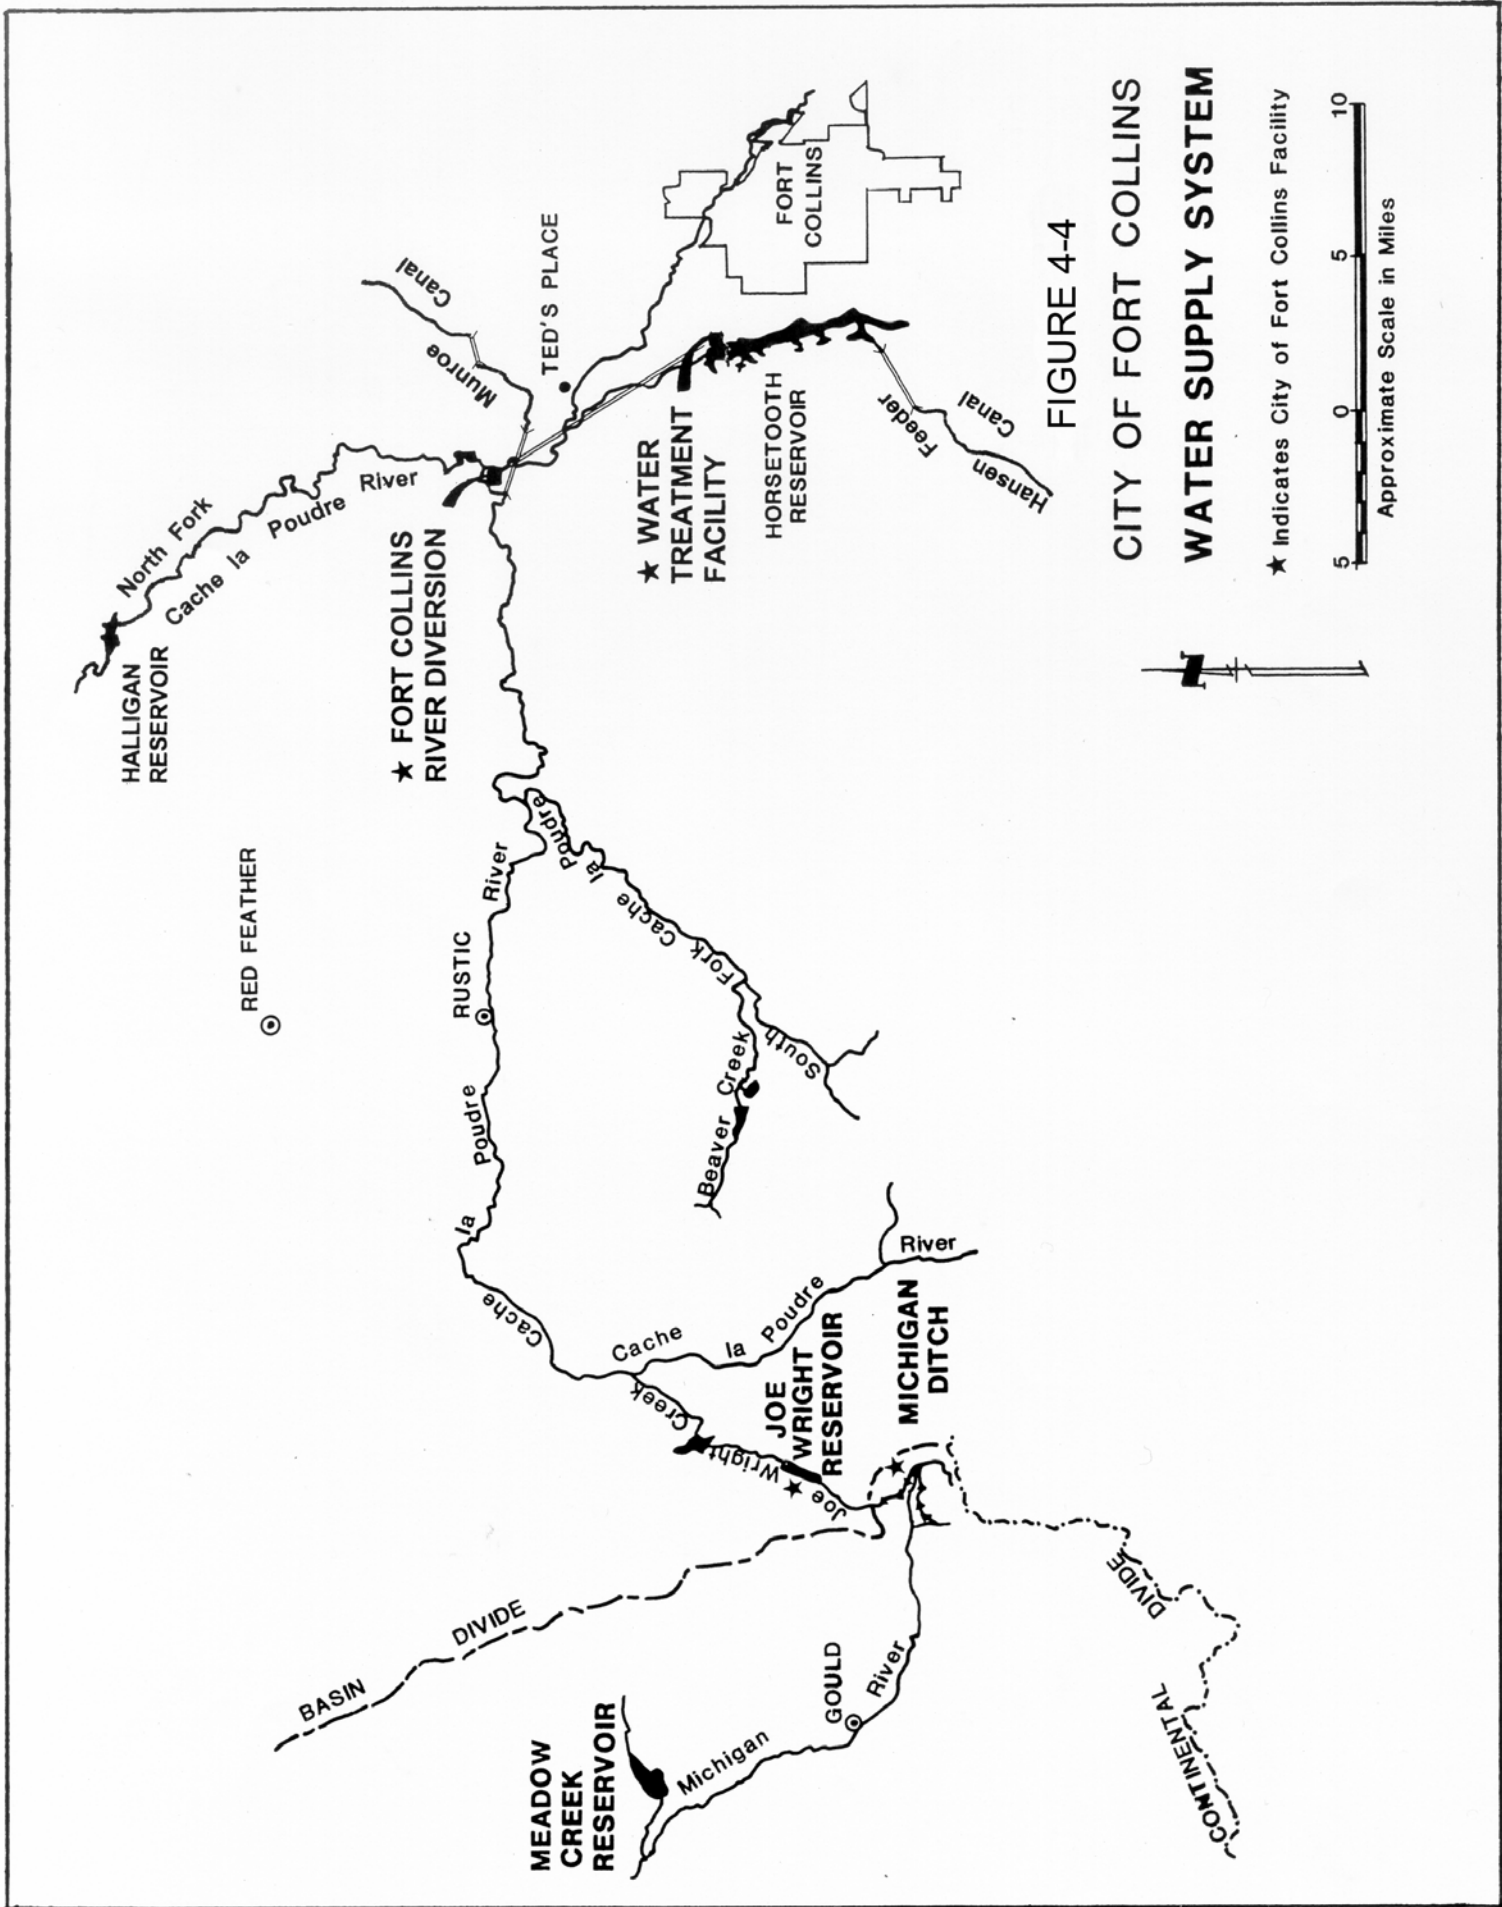 HALLIGAN
RESERVOIR
North Fork
Cache la Poudre River
Munroe Canal
TED'S PLACE
★ FORT COLLINS
RIVER DIVERSION
RED FEATHER
RUSTIC
Cache la Poudre River
★ WATER
TREATMENT
FACILITY
HORSETOOTH
RESERVOIR
FORT
COLLINS
Hansen Feeder Canal
South Fork Cache la Poudre
Beaver Creek
Cache la Poudre River
Joe Wright Creek
JOE
WRIGHT
RESERVOIR
★
MICHIGAN
DITCH
★
BASIN DIVIDE
MEADOW
CREEK
RESERVOIR
Michigan River
GOULD
CONTINENTAL DIVIDE
FIGURE 4-4
CITY OF FORT COLLINS
WATER SUPPLY SYSTEM
★ Indicates City of Fort Collins Facility
5 0 5 10
Approximate Scale in Miles
N